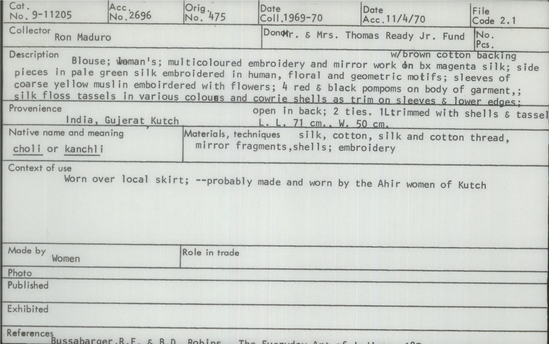 Cat. No. 9-11205 Acc. No. 2696 Orig. No. 475 Date Coll. 1969-70 Date Acc. 11/4/70 File Code 2.1
Collector Ron Maduro Donor Mr. & Mrs. Thomas Ready Jr. Fund No. Pcs.
Description w/brown cotton backing
Blouse; woman's; multicoloured embroidery and mirror work on bx magenta silk; side
pieces in pale green silk emboidered in human, floral and geometric motifs; sleeves of
coarse yellow muslin emboirdered with flowers; 4 red & black pompoms on body of garment,;
silk floss tassels in various colours and cowrie shells as trim on sleeves & lower edges;
Provenience open in back; 2 ties. 1Ltrimmed with shells & tassel
India, Gujerat, Kutch L. L. 71 cm., W. 50 cm.
Native name and meaning
choli or kanchli
Materials, techniques silk, cotton, silk and cotton thread,
mirror fragments,shells; embroidery
Context of use
Worn over local skirt; --probably made and worn by the Ahir women of Kutch
Made by Women Role in trade
Photo
Published
Exhibited
References Bussabarger,R.F. & B.D. Robins, The Everyday Art of